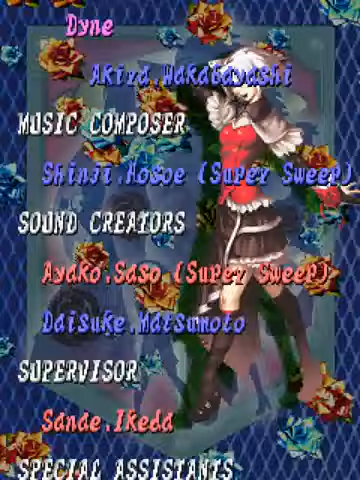 Dyne
Akira.Wakabayashi
MUSIC COMPOSER
Shinji.Hosoe (Super Sweep)
SOUND CREATORS
Ayako.Saso (Super Sweep)
Daisuke.Matsumoto
SUPERVISOR
Sande.Ikeda
SPECIAL ASSISTANTS